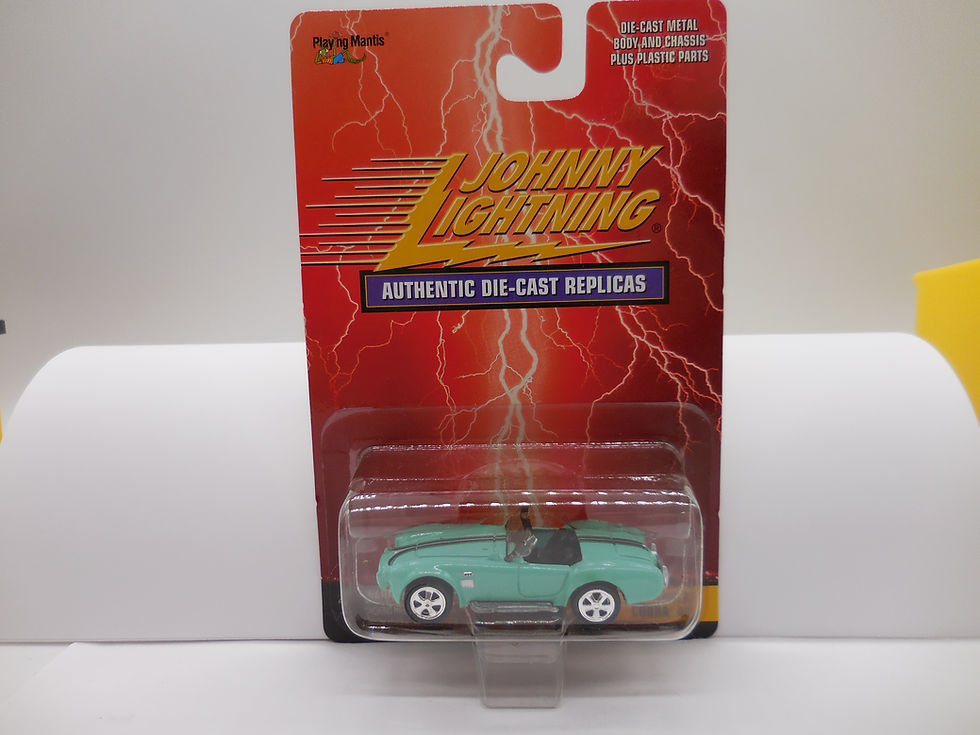 Playing Mantis®
DIE-CAST METAL
BODY AND CHASSIS
PLUS PLASTIC PARTS
JOHNNY
LIGHTNING®
AUTHENTIC DIE-CAST REPLICAS